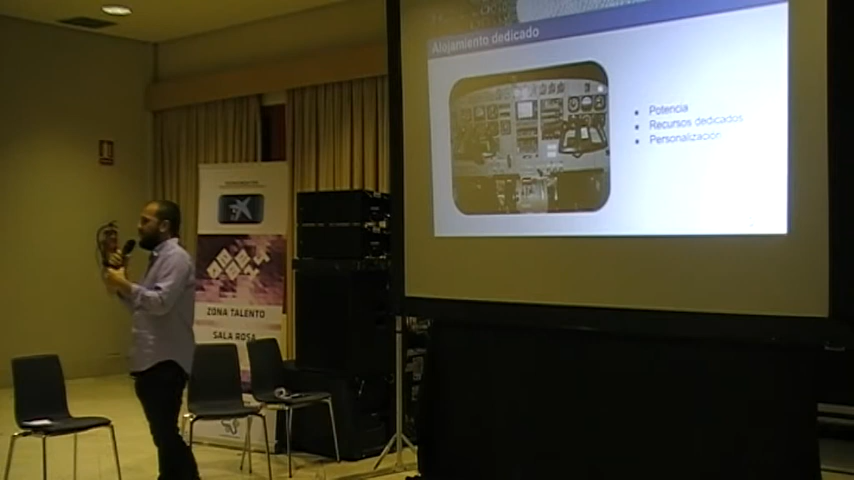 Alojamiento dedicado
Potencia
Recursos dedicados
Personalización
ZONA TALENTO
SALA ROSA